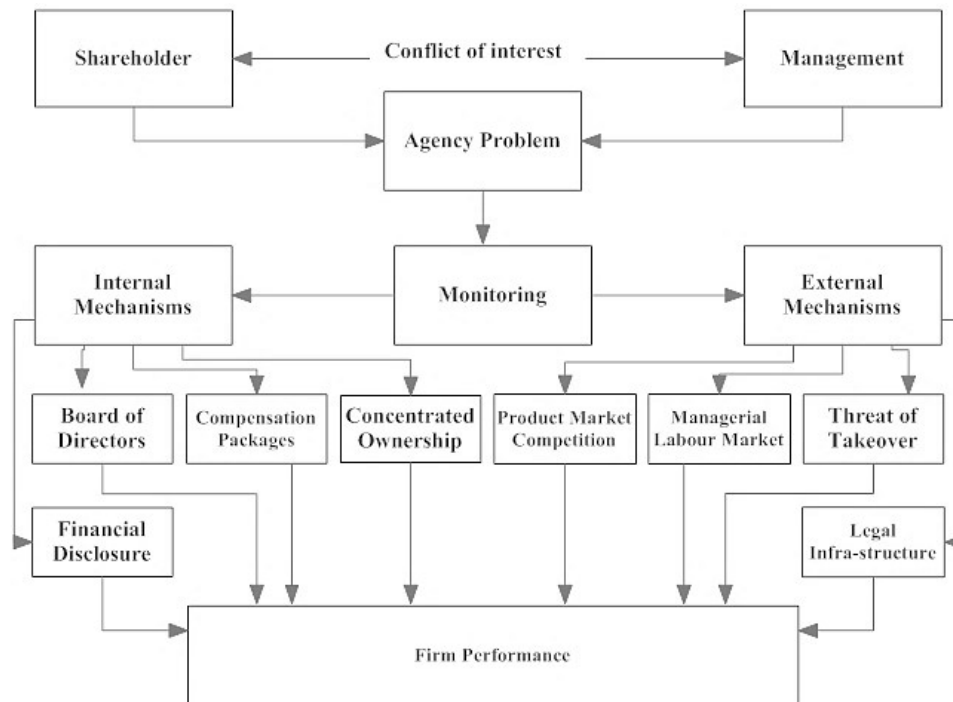 Shareholder
Conflict of interest
Management
Agency Problem
Internal
Mechanisms
Monitoring
External
Mechanisms
Board of
Directors
Compensation
Packages
Concentrated
Ownership
Product Market
Competition
Managerial
Labour Market
Threat of
Takeover
Financial
Disclosure
Legal
Infra-structure
Firm Performance